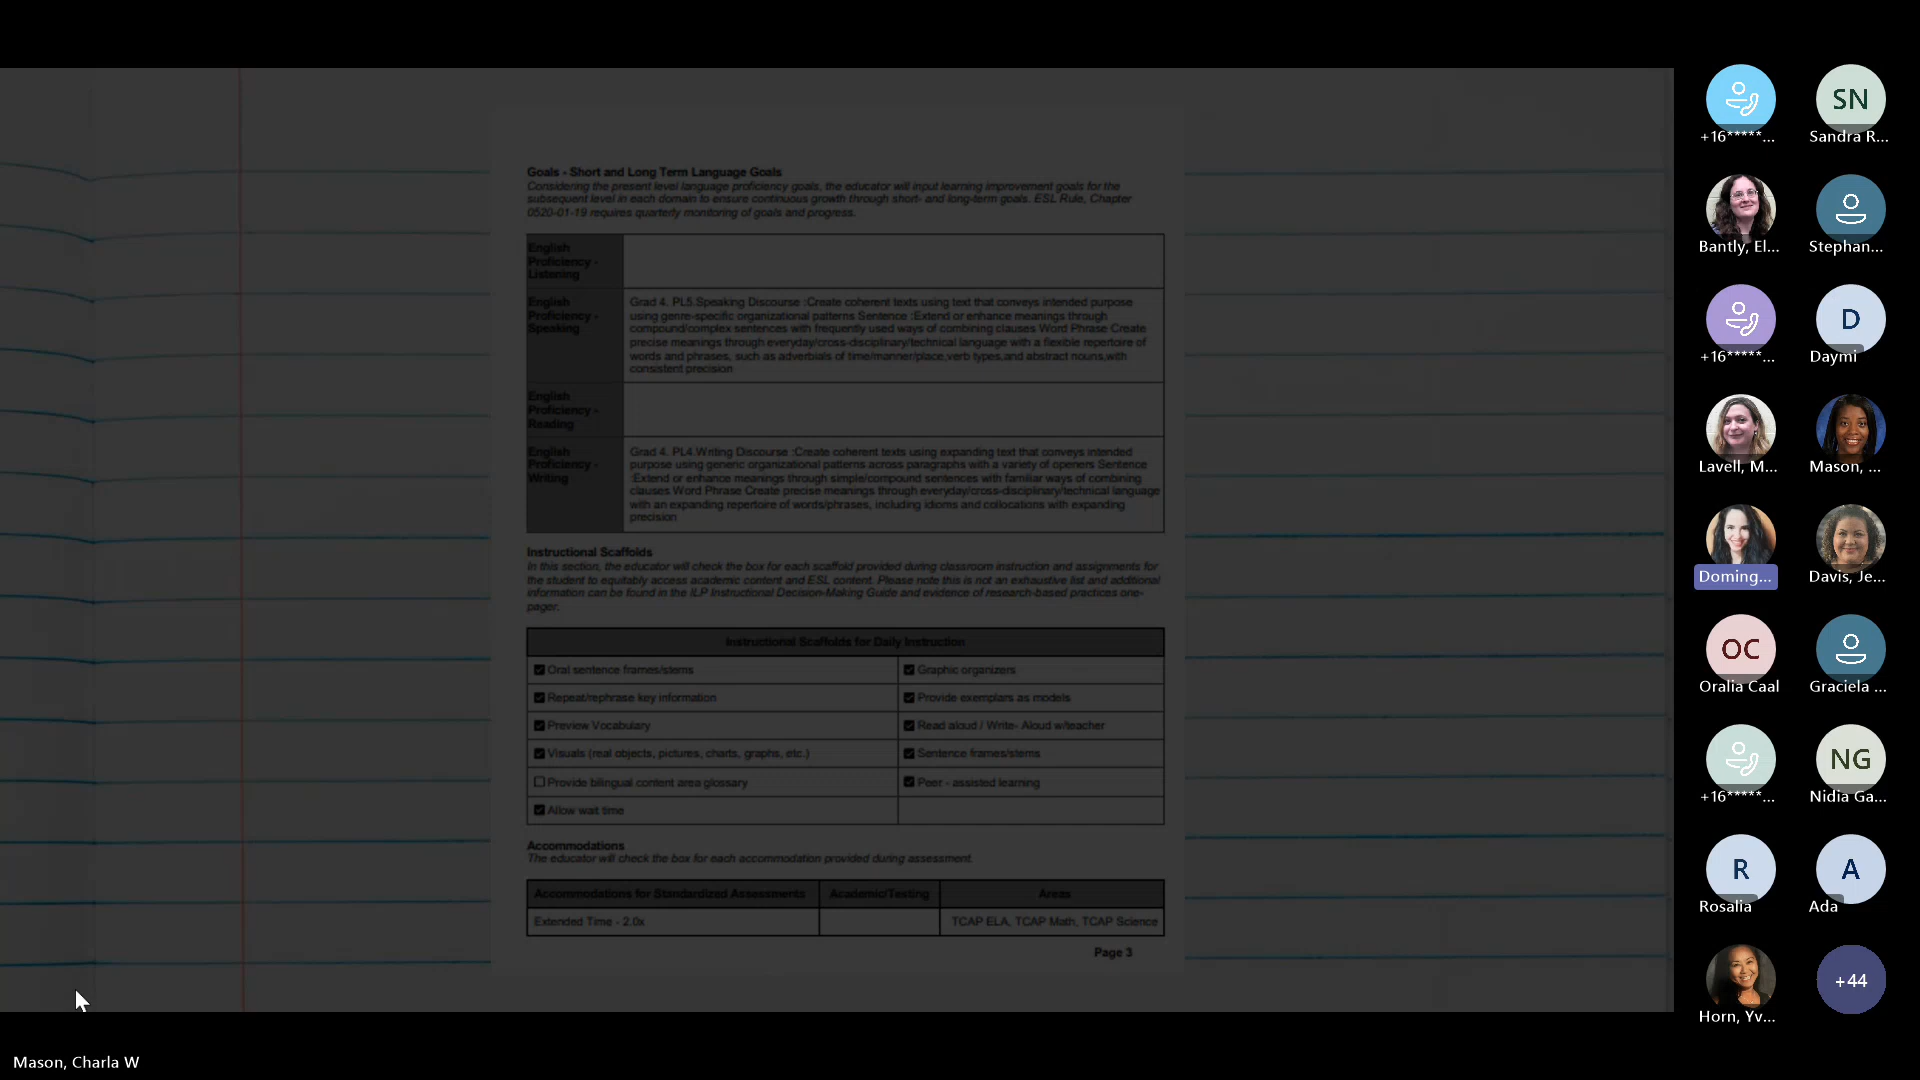 Goals - Short and Long Term Language Goals
Considering the present level language proficiency goals, the educator will input learning improvement goals for the
subsequent level in each domain to ensure continuous growth through short- and long-term goals. ESL Rule, Chapter
0520-01-19 requires quarterly monitoring of goals and progress.
English
Proficiency -
Listening
English
Proficiency -
Speaking
Grad 4. PL5.Speaking Discourse :Create coherent texts using text that conveys intended purpose
using genre-specific organizational patterns Sentence :Extend or enhance meanings through
compound/complex sentences with frequently used ways of combining clauses Word Phrase Create
precise meanings through everyday/cross-disciplinary/technical language with a flexible repertoire of
words and phrases, such as adverbials of time/manner/place,verb types,and abstract nouns,with
consistent precision
English
Proficiency -
Reading
English
Proficiency -
Writing
Grad 4. PL4.Writing Discourse :Create coherent texts using expanding text that conveys intended
purpose using generic organizational patterns across paragraphs with a variety of openers Sentence
:Extend or enhance meanings through simple/compound sentences with familiar ways of combining
clauses Word Phrase Create precise meanings through everyday/cross-disciplinary/technical language
with an expanding repertoire of words/phrases, including idioms and collocations with expanding
precision
Instructional Scaffolds
In this section, the educator will check the box for each scaffold provided during classroom instruction and assignments for
the student to equitably access academic content and ESL content. Please note this is not an exhaustive list and additional
information can be found in the ILP Instructional Decision-Making Guide and evidence of research-based practices one-
pager.
Instructional Scaffolds for Daily Instruction
Oral sentence frames/stems
Graphic organizers
Repeat/rephrase key information
Provide exemplars as models
Preview Vocabulary
Read aloud / Write- Aloud w/teacher
Visuals (real objects, pictures, charts, graphs, etc.)
Sentence frames/stems
Provide bilingual content area glossary
Peer - assisted learning
Allow wait time
Accommodations
The educator will check the box for each accommodation provided during assessment.
Accommodations for Standardized Assessments
Academic/Testing
Areas
Extended Time - 2.0x
TCAP ELA, TCAP Math, TCAP Science
Page 3
+16*****...
SN
Sandra R...
Bantly, El...
Stephan...
+16*****...
D
Daymi
Lavell, M...
Mason, ...
Doming...
Davis, Je...
OC
Oralia Caal
Graciela ...
+16*****...
NG
Nidia Ga...
R
Rosalia
A
Ada
Horn, Yv...
+44
Mason, Charla W